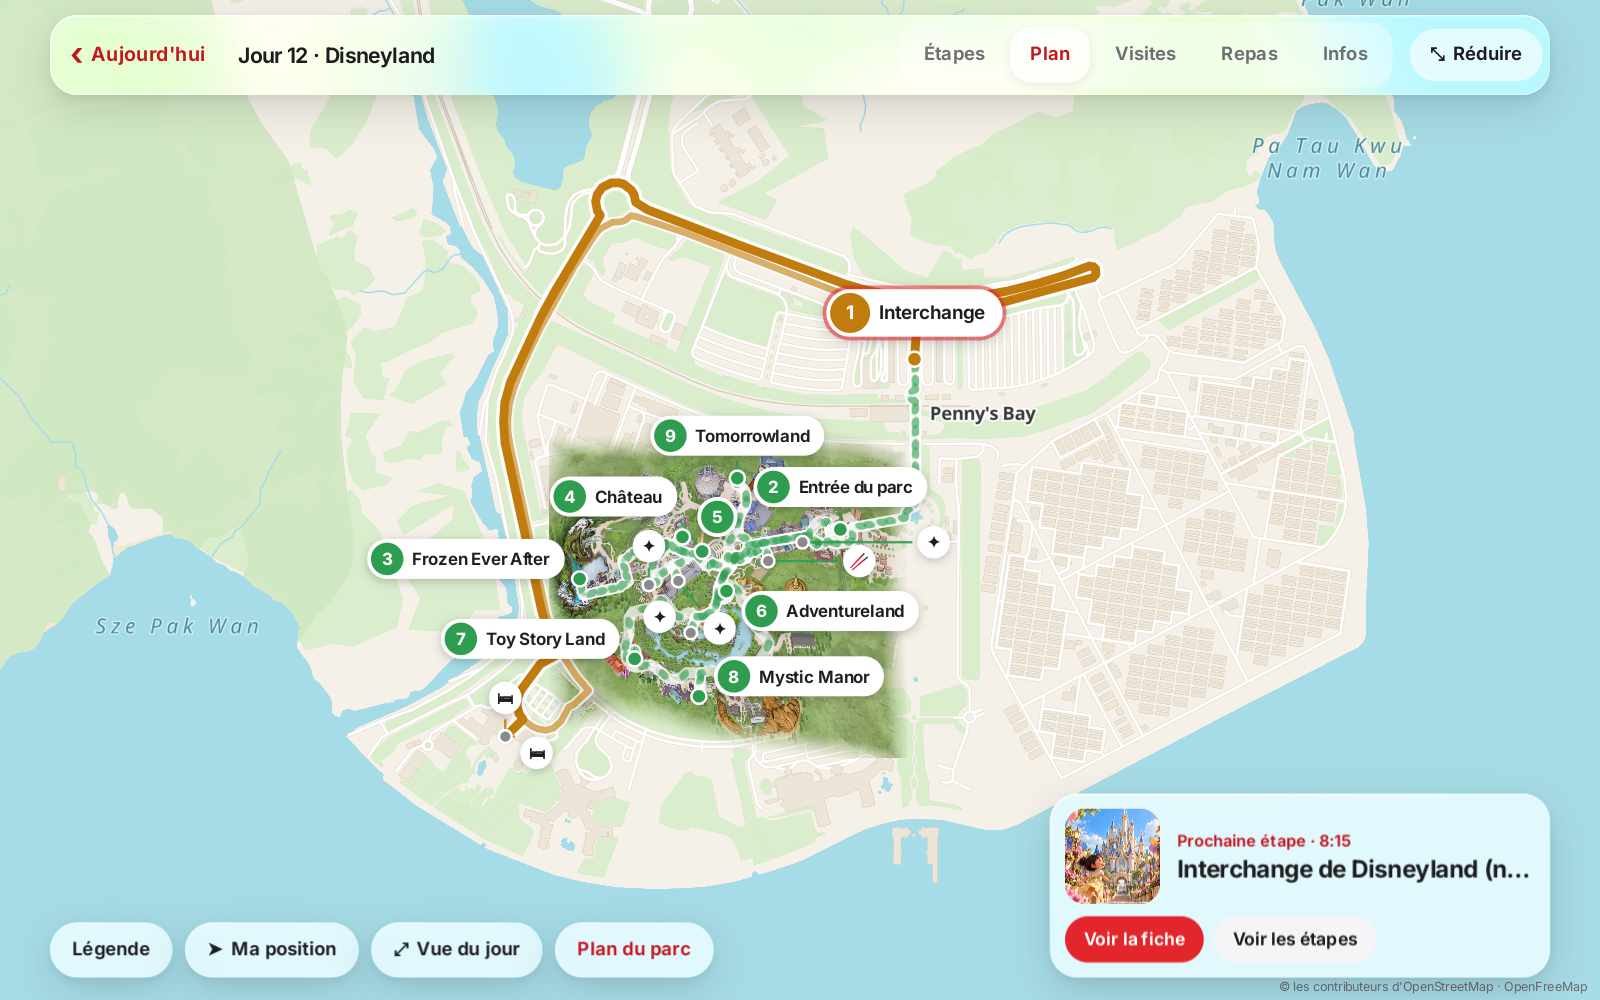 Pak Wan
Aujourd'hui
Jour 12 · Disneyland
Étapes
Plan
Visites
Repas
Infos
Réduire
Pa Tau Kwu
Nam Wan
1 Interchange
Penny's Bay
9 Tomorrowland
2 Entrée du parc
4 Château
5
3 Frozen Ever After
6 Adventureland
Sze Pak Wan
7 Toy Story Land
8 Mystic Manor
Prochaine étape · 8:15
Interchange de Disneyland (n...
Voir la fiche
Voir les étapes
Légende
Ma position
Vue du jour
Plan du parc
© les contributeurs d'OpenStreetMap · OpenFreeMap